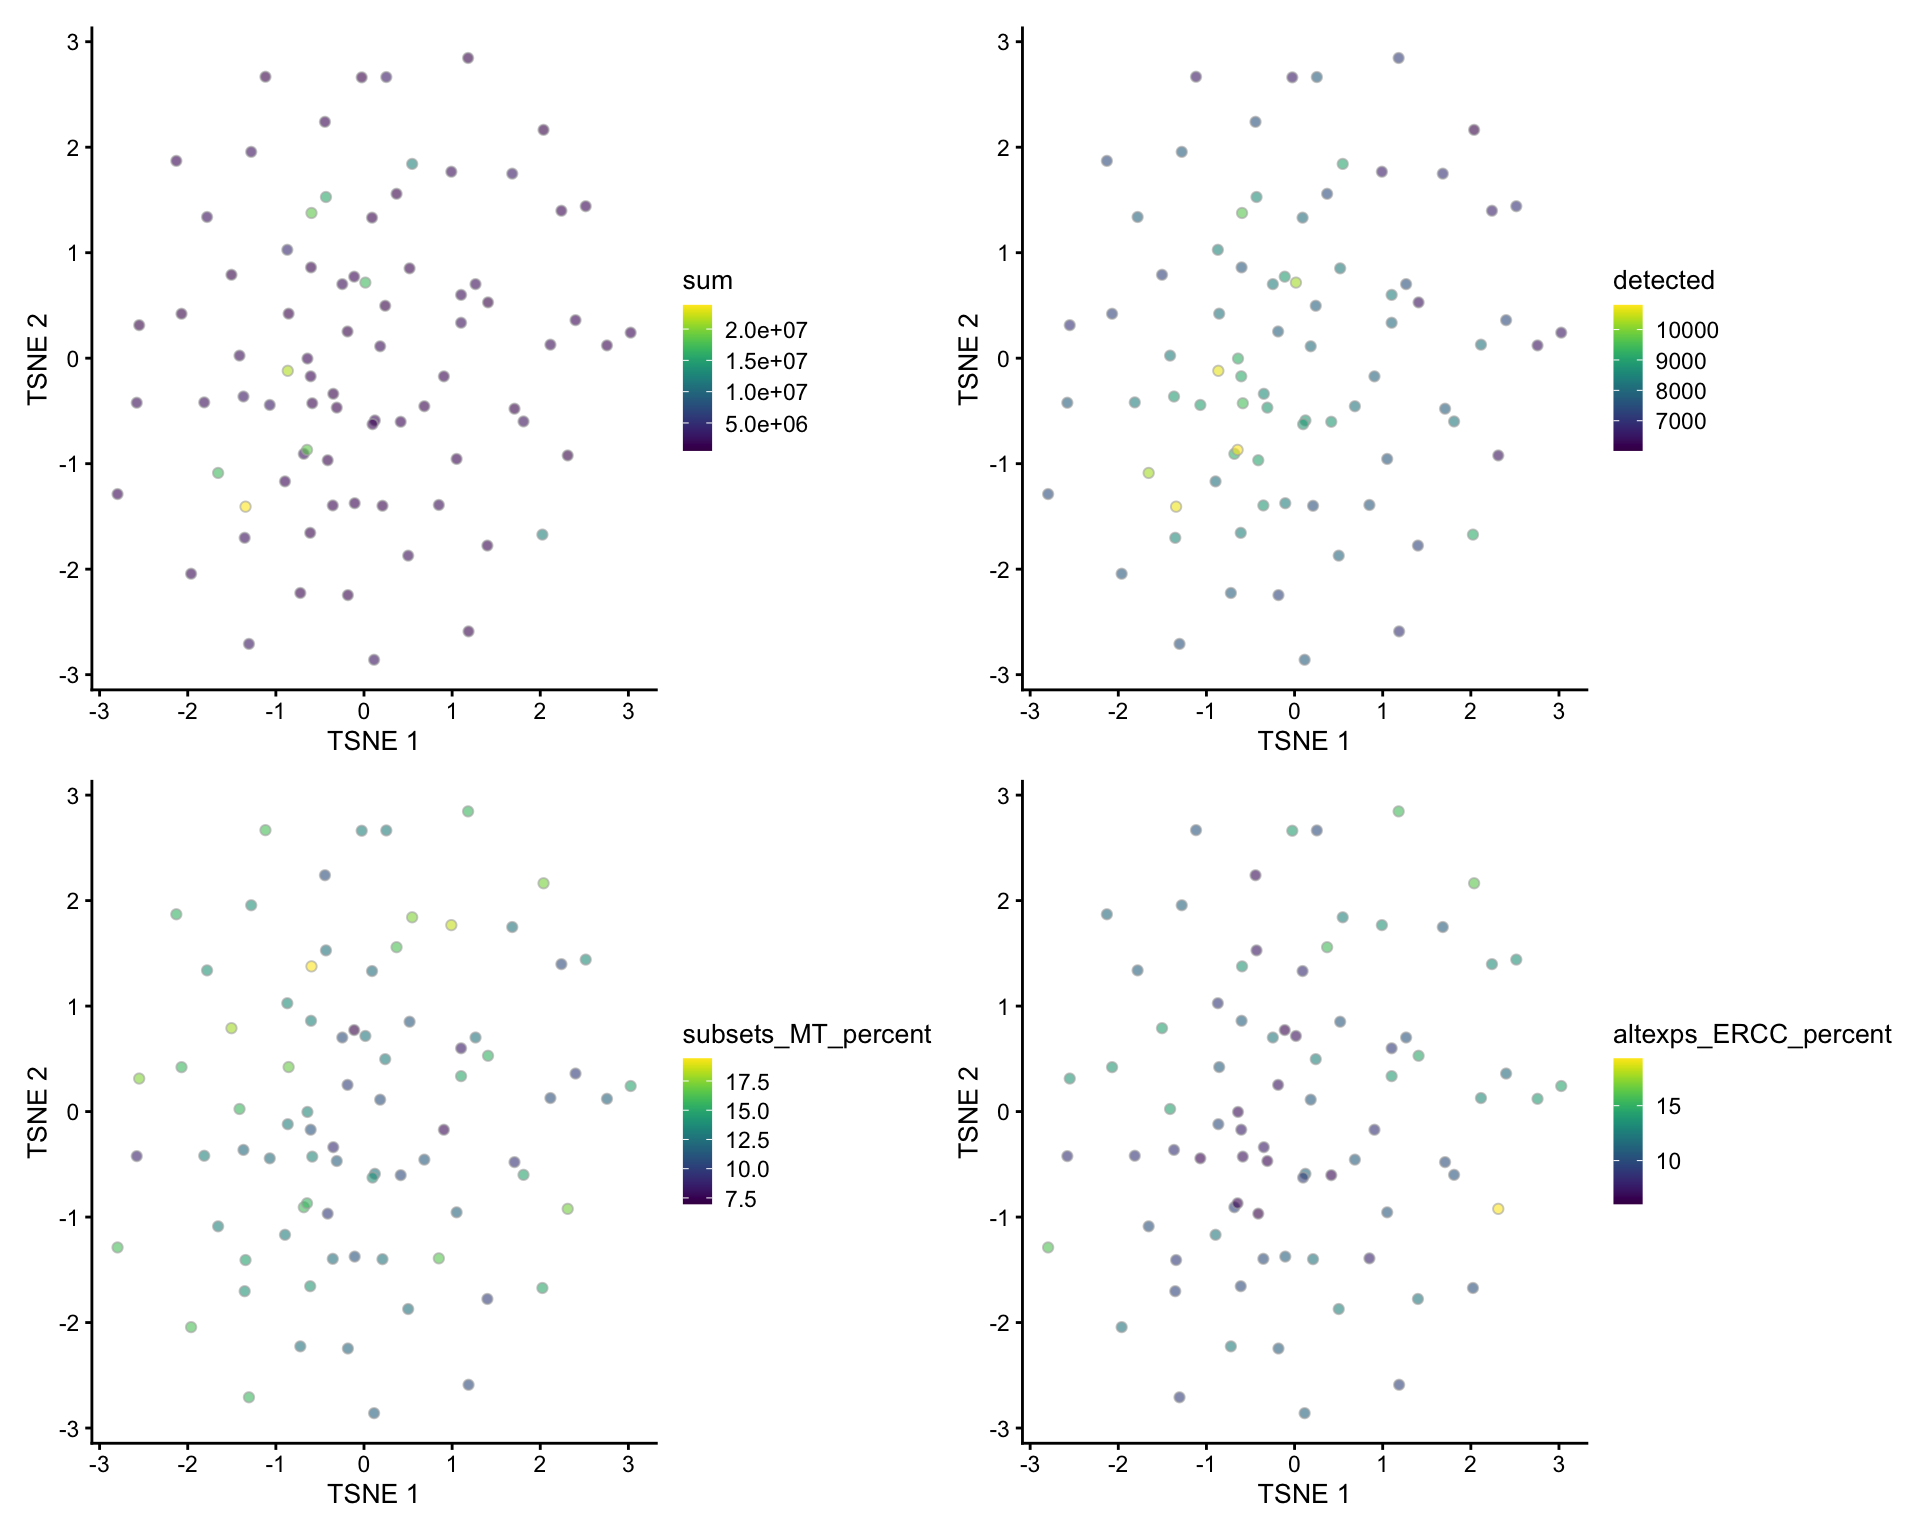 3
2
1
0
-1
-2
-3
TSNE 2
-3 -2 -1 0 1 2 3
TSNE 1
sum
2.0e+07
1.5e+07
1.0e+07
5.0e+06
3
2
1
0
-1
-2
-3
TSNE 2
-3 -2 -1 0 1 2 3
TSNE 1
detected
10000
9000
8000
7000
3
2
1
0
-1
-2
-3
TSNE 2
-3 -2 -1 0 1 2 3
TSNE 1
subsets_MT_percent
17.5
15.0
12.5
10.0
7.5
3
2
1
0
-1
-2
-3
TSNE 2
-3 -2 -1 0 1 2 3
TSNE 1
altexps_ERCC_percent
15
10